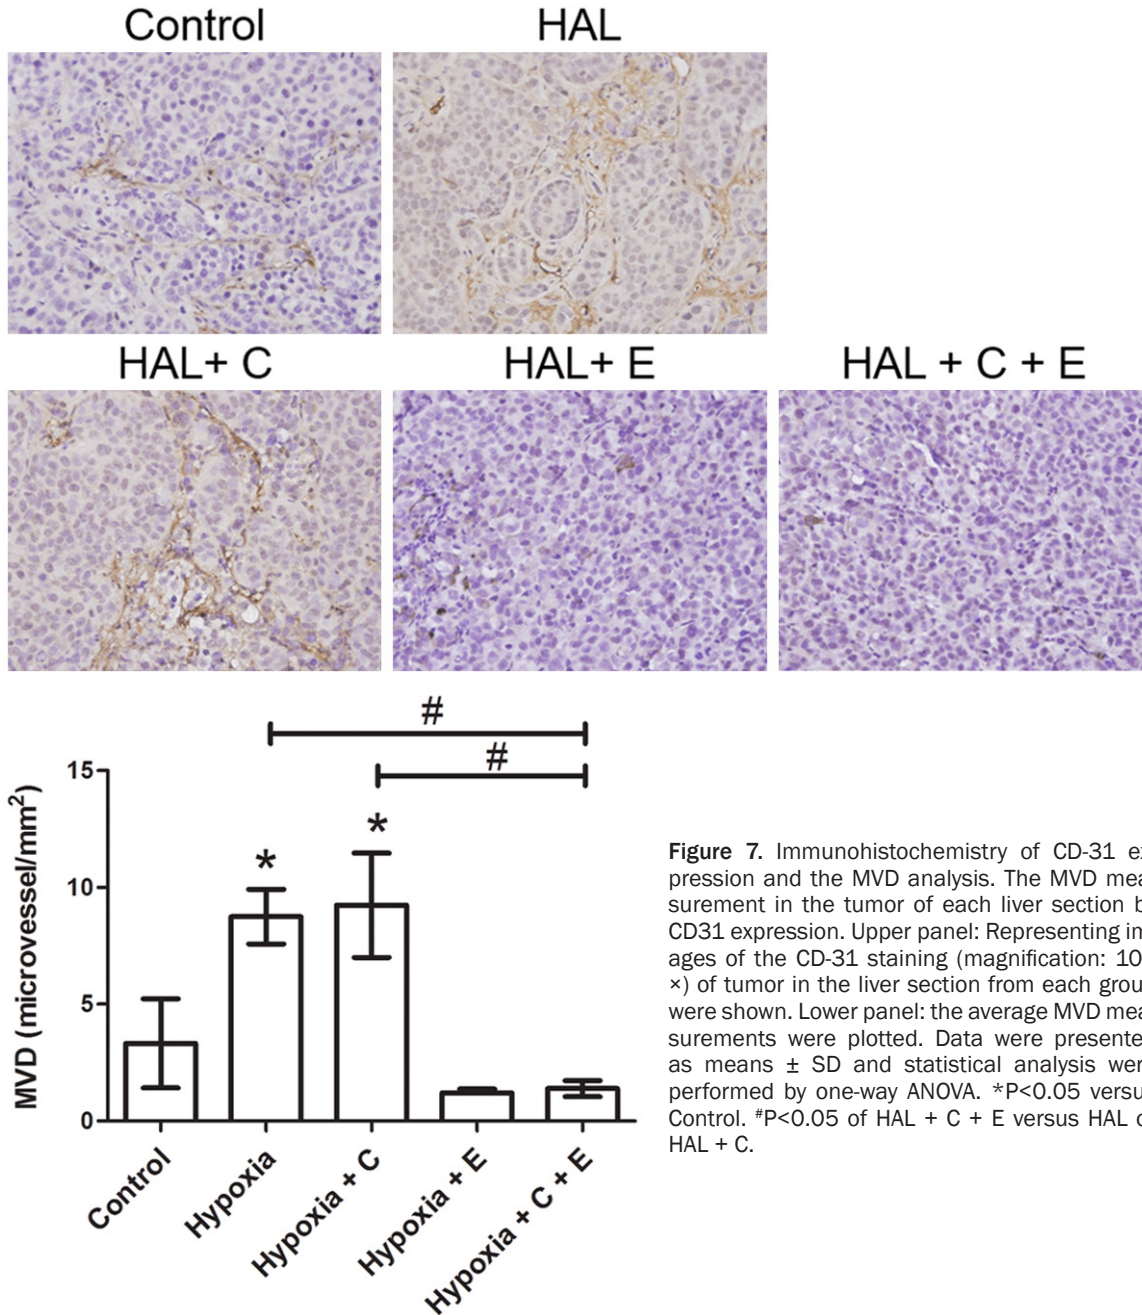 Control HAL
HAL+ C HAL+ E HAL + C + E
# 
#
*
*
15
10
5
0
MVD (microvessel/mm²)
Control
Hypoxia
Hypoxia + C
Hypoxia + E
Hypoxia + C + E
Figure 7. Immunohistochemistry of CD-31 ex
pression and the MVD analysis. The MVD mea
surement in the tumor of each liver section b
CD31 expression. Upper panel: Representing im
ages of the CD-31 staining (magnification: 10
×) of tumor in the liver section from each grou
were shown. Lower panel: the average MVD mea
surements were plotted. Data were presente
as means ± SD and statistical analysis wer
performed by one-way ANOVA. *P<0.05 versu
Control. #P<0.05 of HAL + C + E versus HAL o
HAL + C.